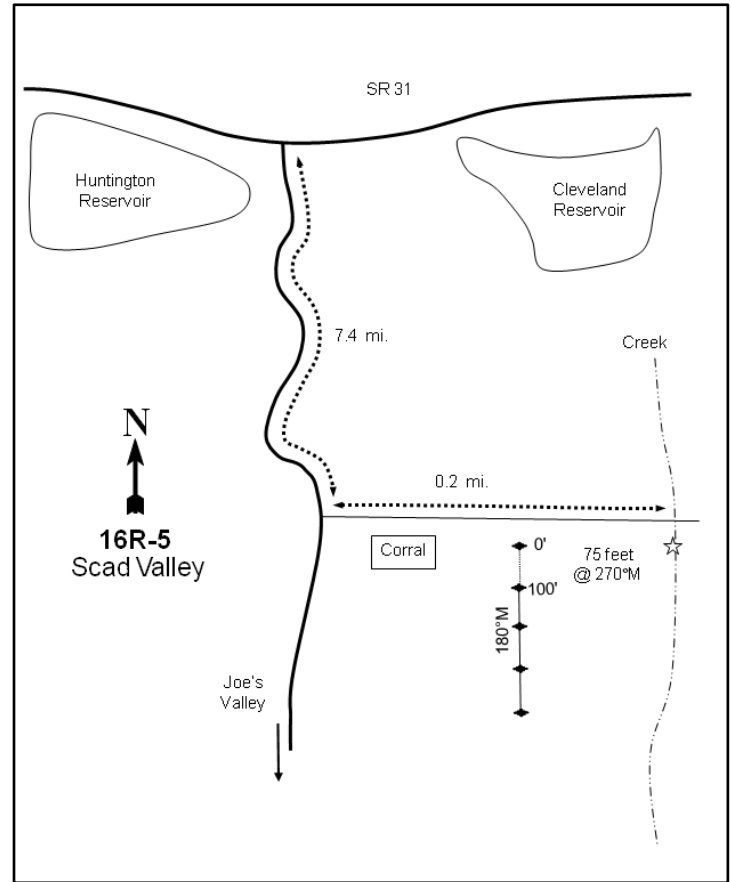 SR 31
Huntington
Reservoir
Cleveland
Reservoir
7.4 mi.
Creek
N
16R-5
Scad Valley
0.2 mi.
Corral
0'
100'
180°M
75 feet
@ 270°M
Joe's
Valley